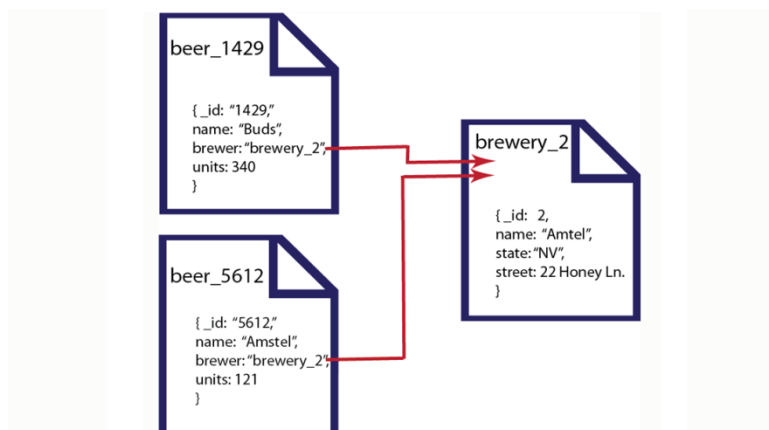 beer_1429
{ _id: “1429,”
name: “Buds”,
brewer: “brewery_2”,
units: 340
}
brewery_2
{ _id: 2,
name: “Amtel”,
state: “NV”,
street: 22 Honey Ln.
}
beer_5612
{ _id: “5612,”
name: “Amstel”,
brewer: “brewery_2”,
units: 121
}